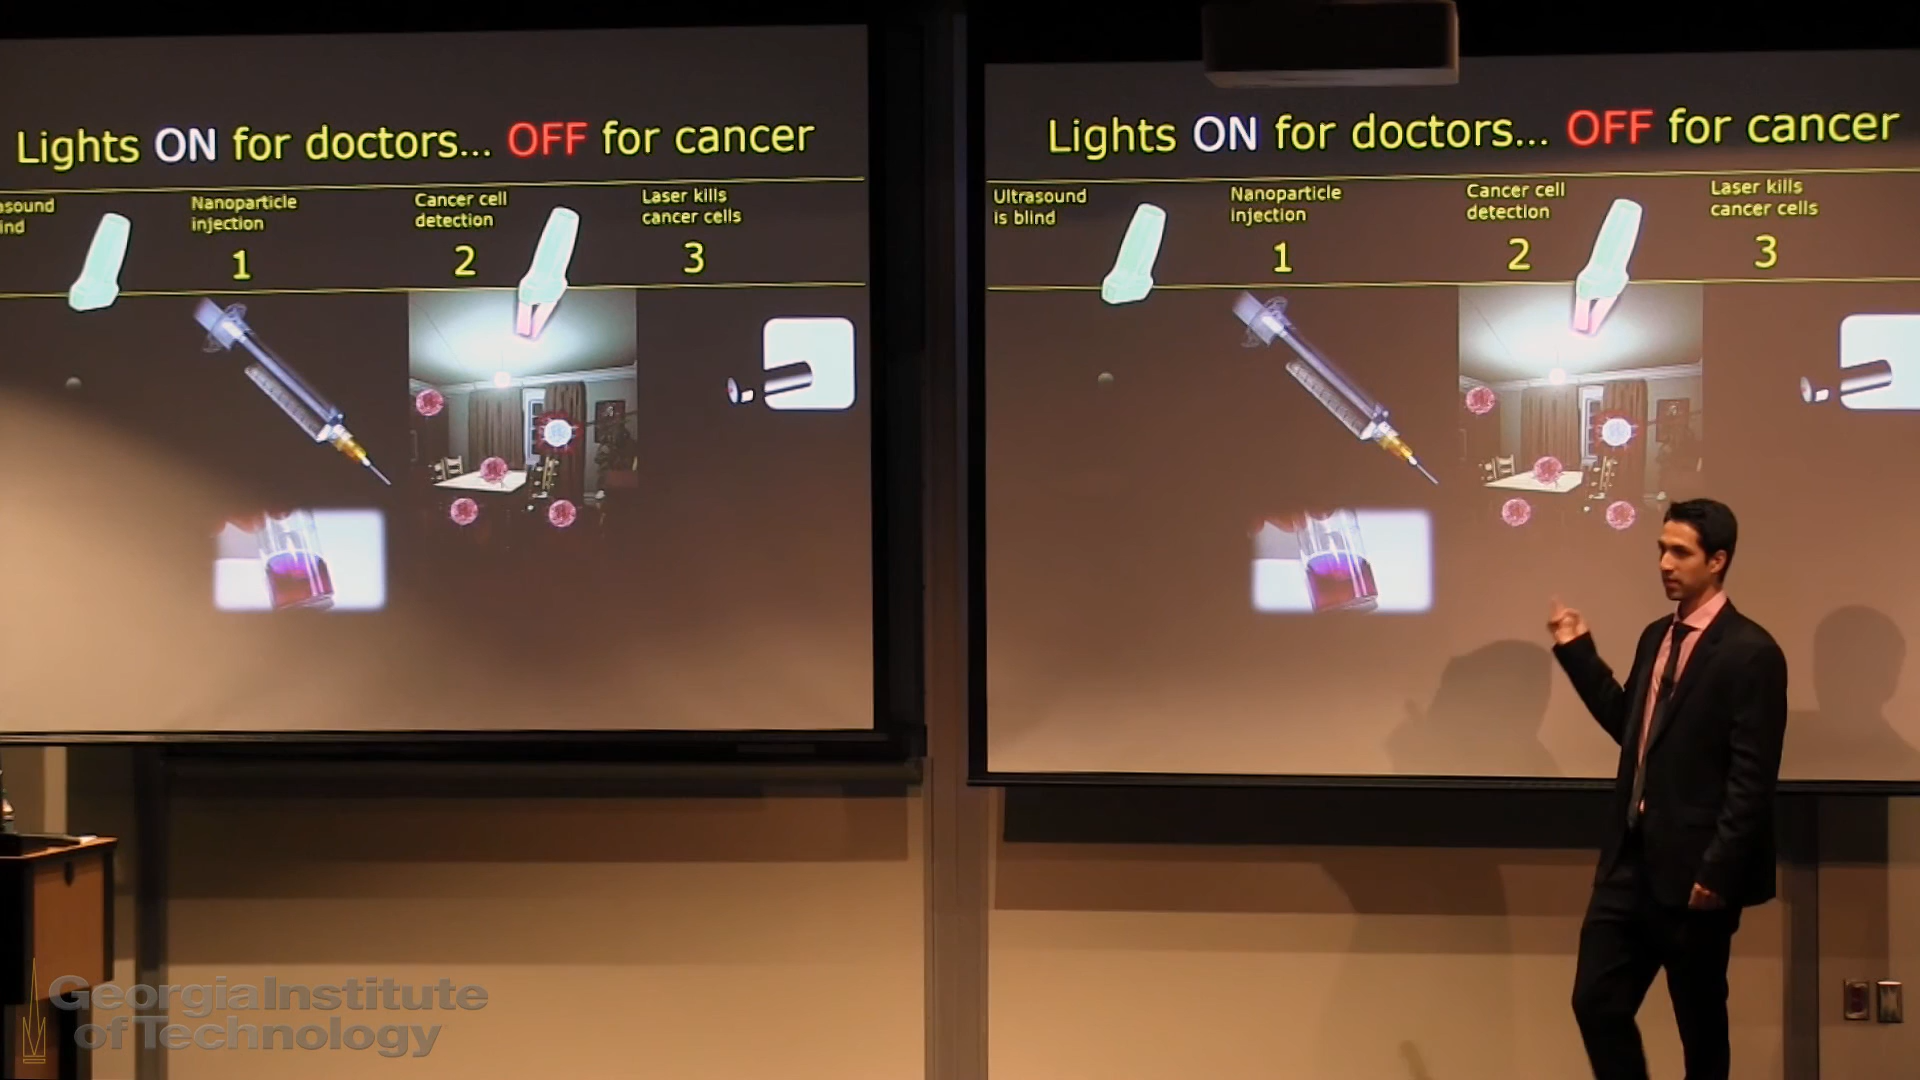 Lights ON for doctors... OFF for cancer
asound
ind
Nanoparticle
injection
1
Cancer cell
detection
2
Laser kills
cancer cells
3
Lights ON for doctors... OFF for cancer
Ultrasound
is blind
Nanoparticle
injection
1
Cancer cell
detection
2
Laser kills
cancer cells
3
Georgia Institute
of Technology